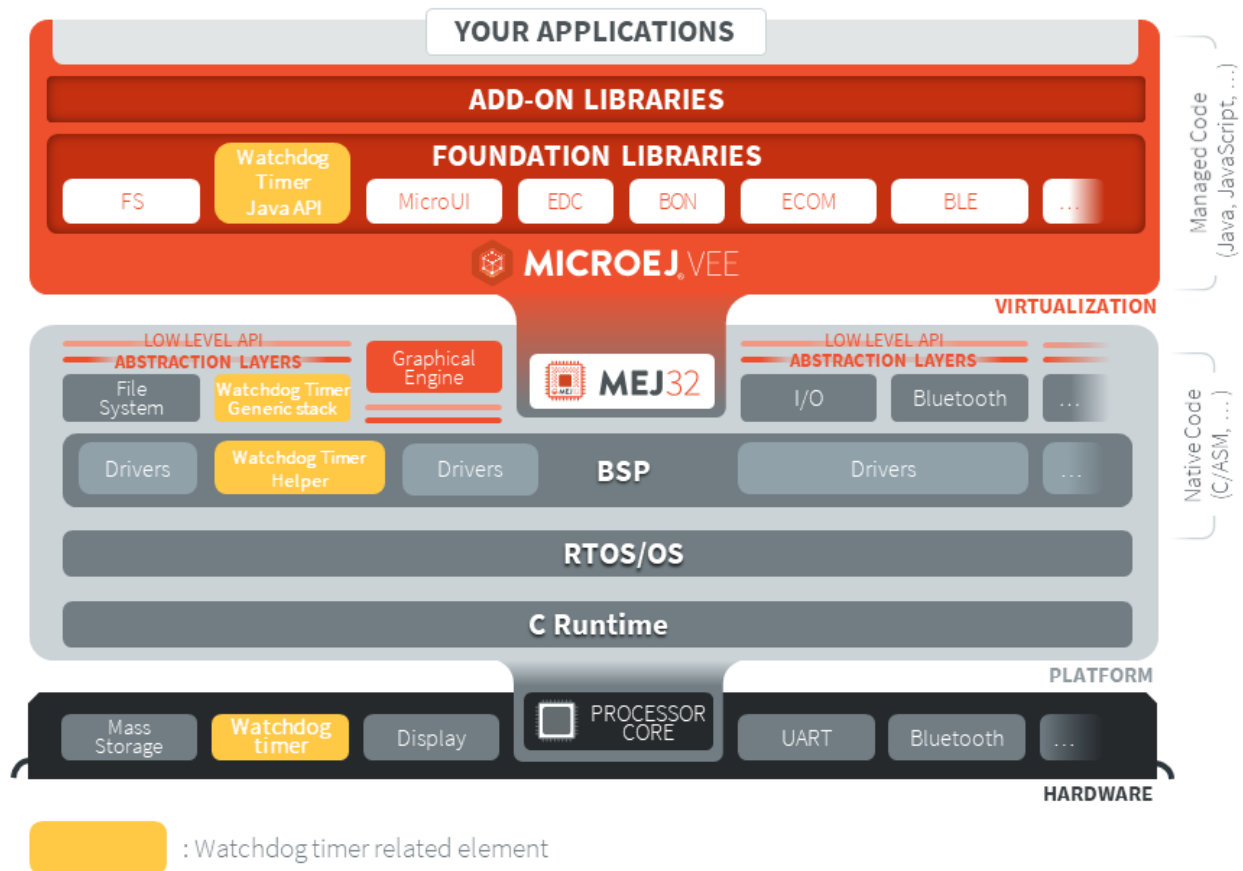 YOUR APPLICATIONS
ADD-ON LIBRARIES
FOUNDATION LIBRARIES
FS
Watchdog
Timer
Java API
MicroUI
EDC
BON
ECOM
BLE
...
MICROEJ® VEE
VIRTUALIZATION
Managed Code
(Java, JavaScript, ...)
LOW LEVEL API
ABSTRACTION LAYERS
File
System
Watchdog Timer
Generic stack
Graphical
Engine
MEJ32
LOW LEVEL API
ABSTRACTION LAYERS
I/O
Bluetooth
...
Drivers
Watchdog Timer
Helper
Drivers
BSP
Drivers
...
Native Code
(C/ASM, ...)
RTOS/OS
C Runtime
PLATFORM
Mass
Storage
Watchdog
timer
Display
PROCESSOR
CORE
UART
Bluetooth
...
HARDWARE
: Watchdog timer related element